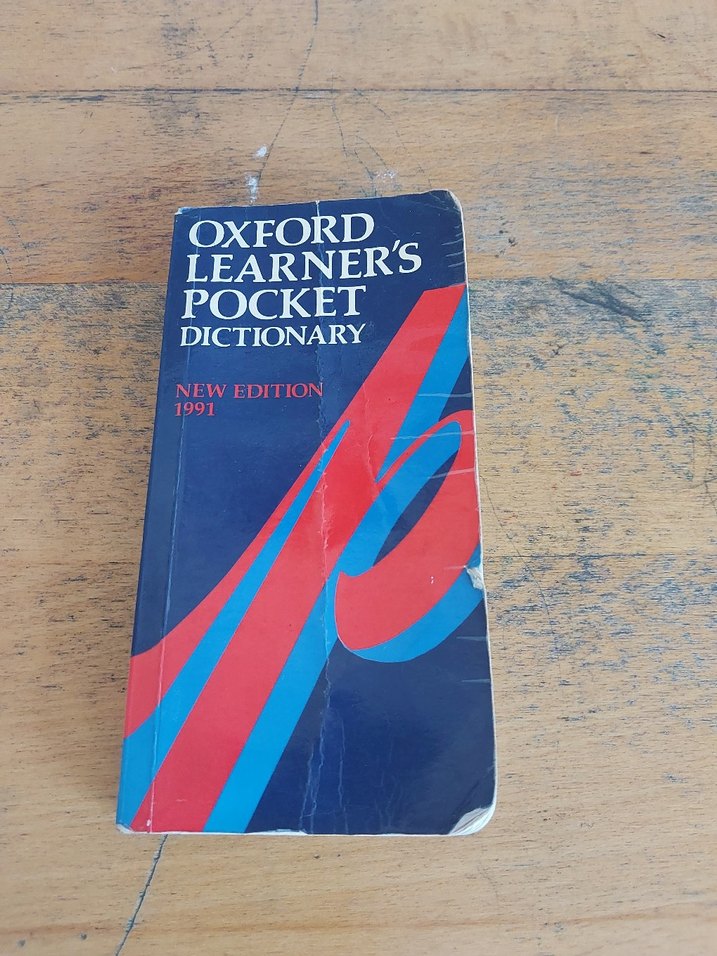 OXFORD
LEARNER'S
POCKET
DICTIONARY
NEW EDITION
1991